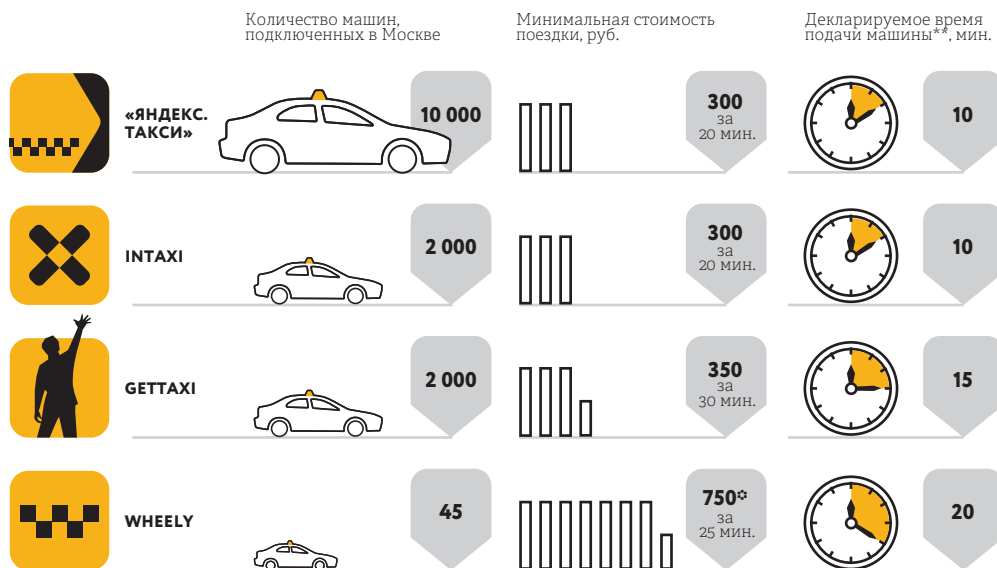 Количество машин,
подключенных в Москве
Минимальная стоимость
поездки, руб.
Декларируемое время
подачи машины**, мин.
«ЯНДЕКС.
ТАКСИ»
10 000
300
за
20 мин.
10
INTAXI
2 000
300
за
20 мин.
10
GETTAXI
2 000
350
за
30 мин.
15
WHEELY
45
750*
за
25 мин.
20